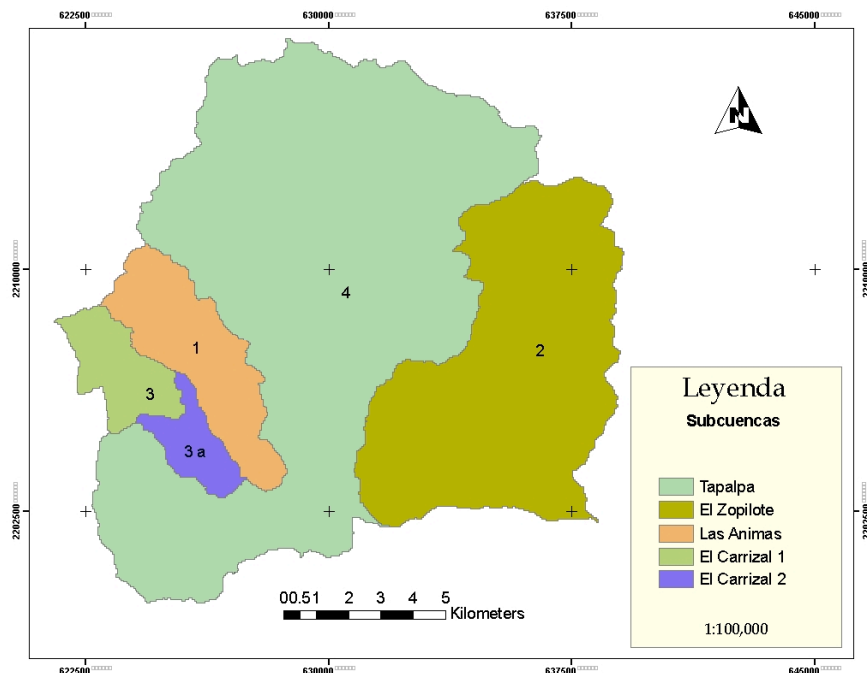 622500 630000 637500 645000
N
2210000 2210000
4
1
2
3
3 a
Leyenda
Subcuencas
Tapalpa
El Zopilote
Las Animas
El Carrizal 1
El Carrizal 2
1:100,000
2202500 2202500
00.51 2 3 4 5
Kilometers
622500 630000 637500 645000